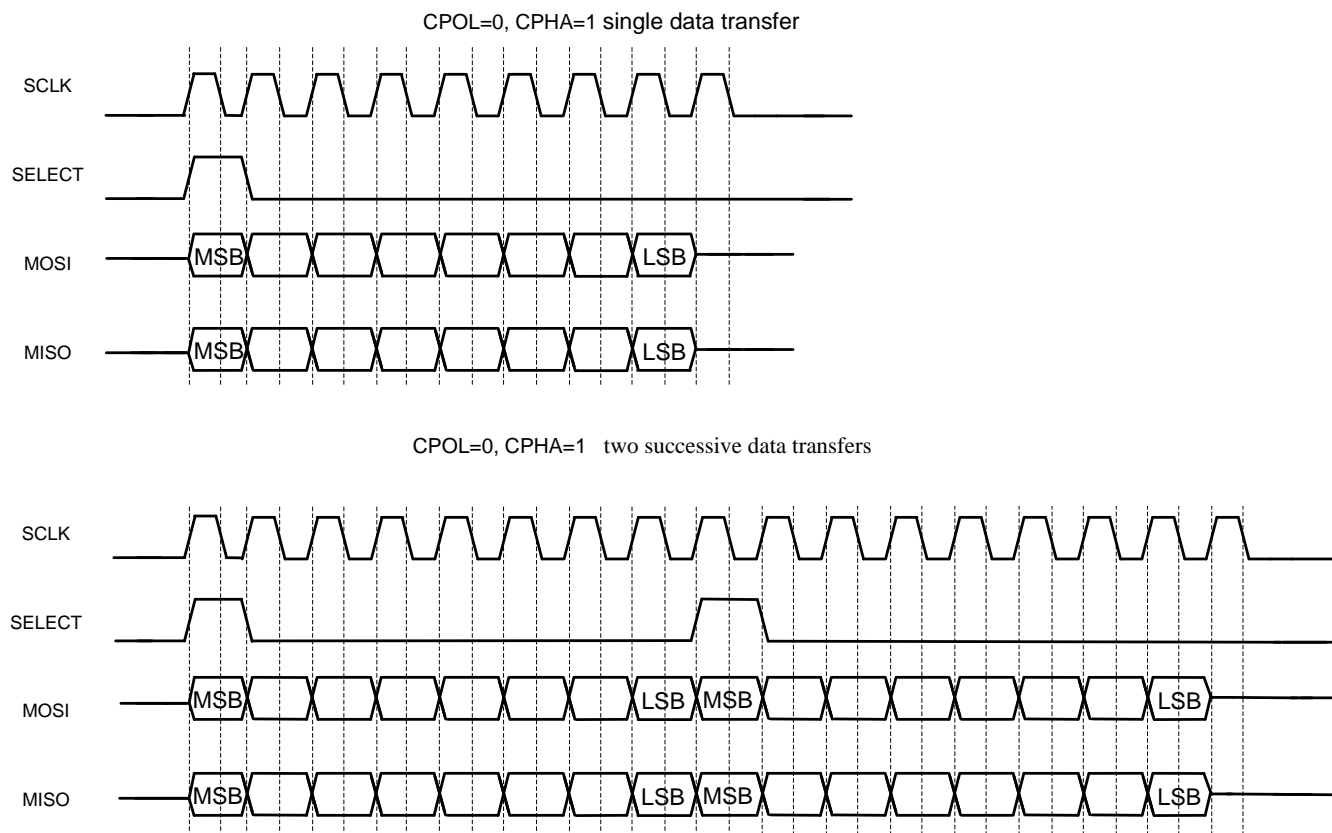 CPOL=0, CPHA=1 single data transfer
SCLK
SELECT
MOSI MSB LSB
MISO MSB LSB
CPOL=0, CPHA=1 two successive data transfers
SCLK
SELECT
MOSI MSB LSB MSB LSB
MISO MSB LSB MSB LSB